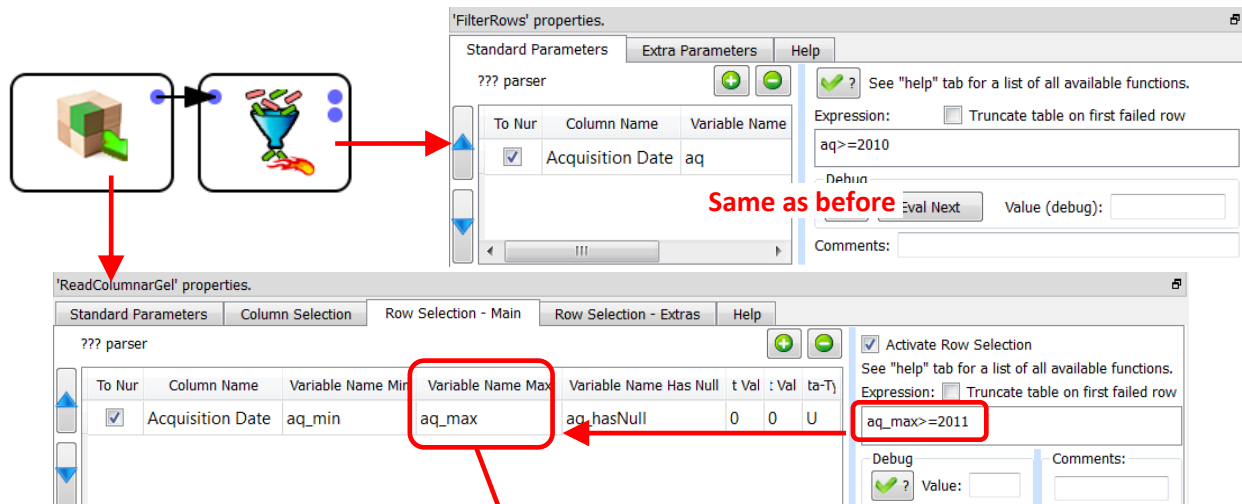 'FilterRows' properties.
Standard Parameters Extra Parameters Help
??? parser
? See "help" tab for a list of all available functions.
To Nur Column Name Variable Name
Expression: Truncate table on first failed row
Acquisition Date aq
aq>=2010
Debug
Same as before
Eval Next Value (debug):
Comments:
'ReadColumnarGel' properties.
Standard Parameters Column Selection Row Selection - Main Row Selection - Extras Help
??? parser
Activate Row Selection
See "help" tab for a list of all available functions.
To Nur Column Name Variable Name Min Variable Name Max Variable Name Has Null t Val : Val ta-Ty
Expression: Truncate table on first failed row
Acquisition Date aq_min aq_max aq_hasNull 0 0 U
aq_max>=2011
Debug Comments:
? Value: